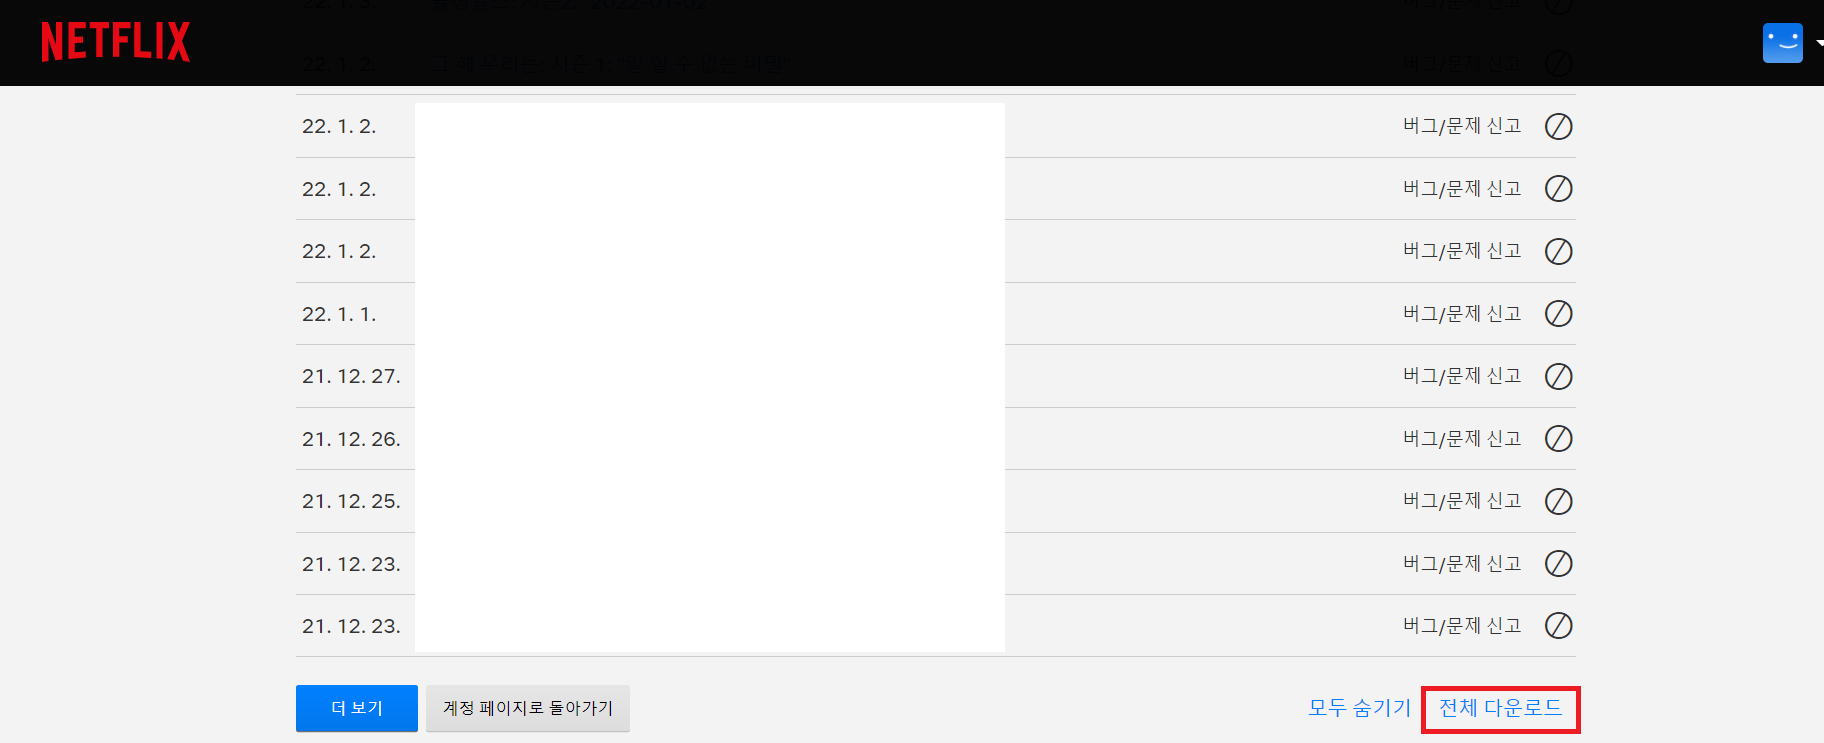 NETFLIX
22. 1. 2. 버그/문제 신고
22. 1. 2. 버그/문제 신고
22. 1. 2. 버그/문제 신고
22. 1. 2. 버그/문제 신고
22. 1. 1. 버그/문제 신고
21. 12. 27. 버그/문제 신고
21. 12. 26. 버그/문제 신고
21. 12. 25. 버그/문제 신고
21. 12. 23. 버그/문제 신고
21. 12. 23. 버그/문제 신고
더 보기 계정 페이지로 돌아가기 모두 숨기기 전체 다운로드